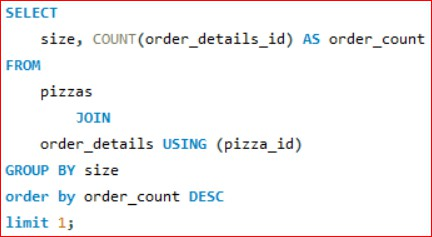 SELECT
size, COUNT(order_details_id) AS order_count
FROM
pizzas
JOIN
order_details USING (pizza_id)
GROUP BY size
order by order_count DESC
limit 1;